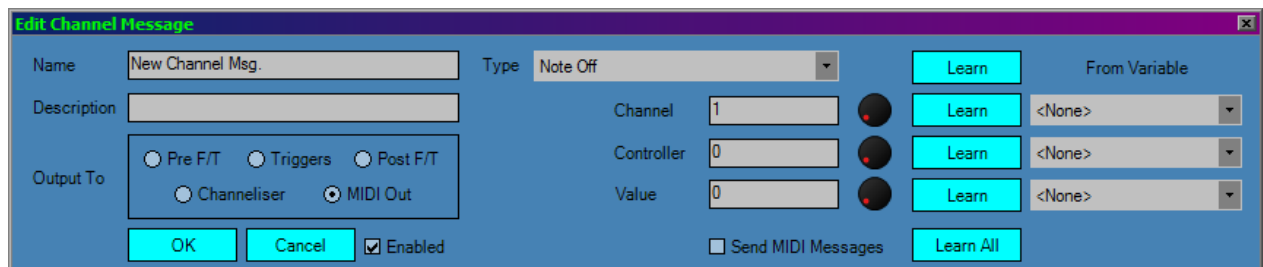 Edit Channel Message
Name New Channel Msg. Type Note Off Learn From Variable
Description Channel 1 Learn <None>
Output To Pre F/T Triggers Post F/T Controller 0 Learn <None>
Channeliser MIDI Out Value 0 Learn <None>
OK Cancel Enabled Send MIDI Messages Learn All